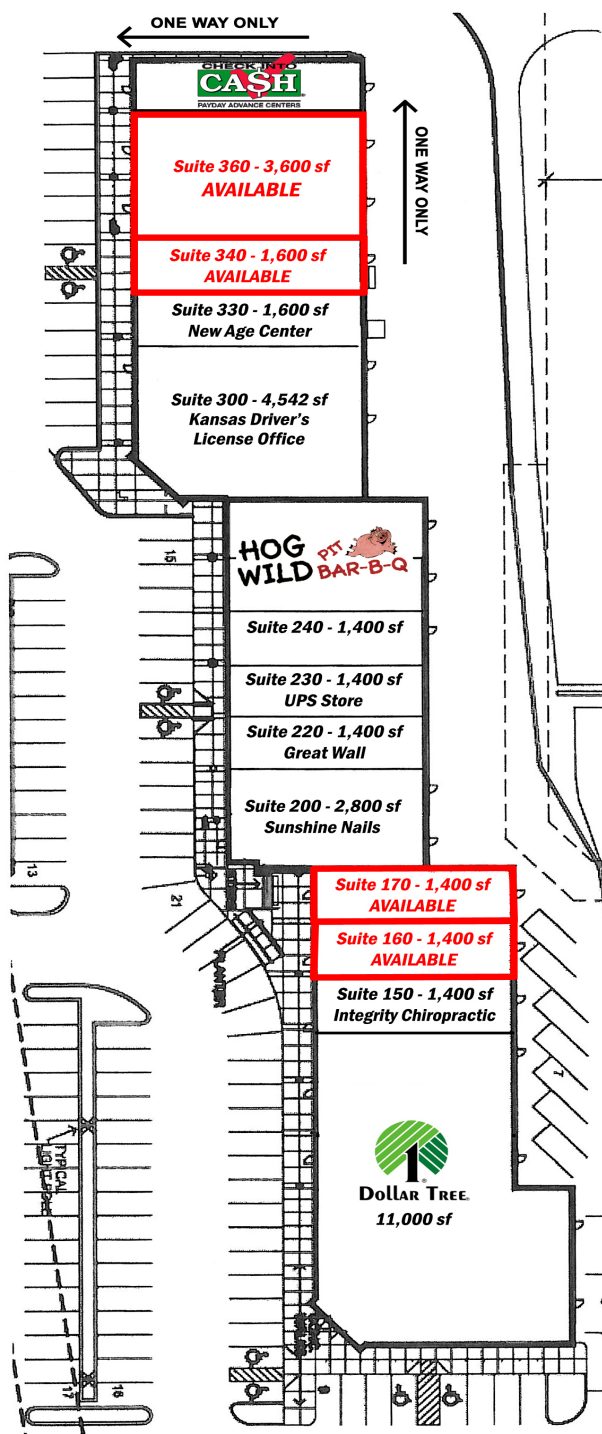 ONE WAY ONLY
CHECK INTO
CA$H
PAYDAY ADVANCE CENTERS
ONE WAY ONLY
Suite 360 - 3,600 sf
AVAILABLE
Suite 340 - 1,600 sf
AVAILABLE
Suite 330 - 1,600 sf
New Age Center
Suite 300 - 4,542 sf
Kansas Driver's
License Office
15
HOG
WILD
PIT
BAR-B-Q
Suite 240 - 1,400 sf
Suite 230 - 1,400 sf
UPS Store
Suite 220 - 1,400 sf
Great Wall
Suite 200 - 2,800 sf
Sunshine Nails
13
21
Suite 170 - 1,400 sf
AVAILABLE
Suite 160 - 1,400 sf
AVAILABLE
PLANTER
Suite 150 - 1,400 sf
Integrity Chiropractic
7
TYPICAL
LIGHT POLE
1
DOLLAR TREE
11,000 sf
17
16